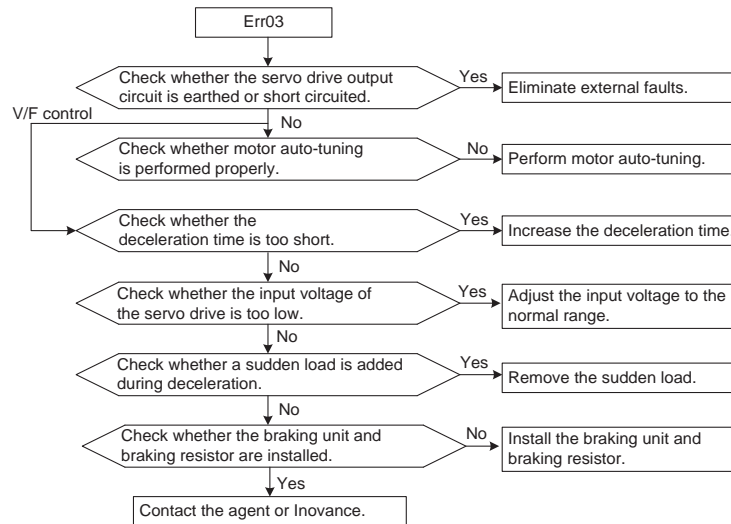 Err03
Check whether the servo drive output
circuit is earthed or short circuited.
Yes
Eliminate external faults.
V/F control
No
Check whether motor auto-tuning
is performed properly.
No
Perform motor auto-tuning.
Check whether the
deceleration time is too short.
Yes
Increase the deceleration time
No
Check whether the input voltage of
the servo drive is too low.
Yes
Adjust the input voltage to the
normal range.
No
Check whether a sudden load is added
during deceleration.
Yes
Remove the sudden load.
No
Check whether the braking unit and
braking resistor are installed.
No
Install the braking unit and
braking resistor.
Yes
Contact the agent or Inovance.